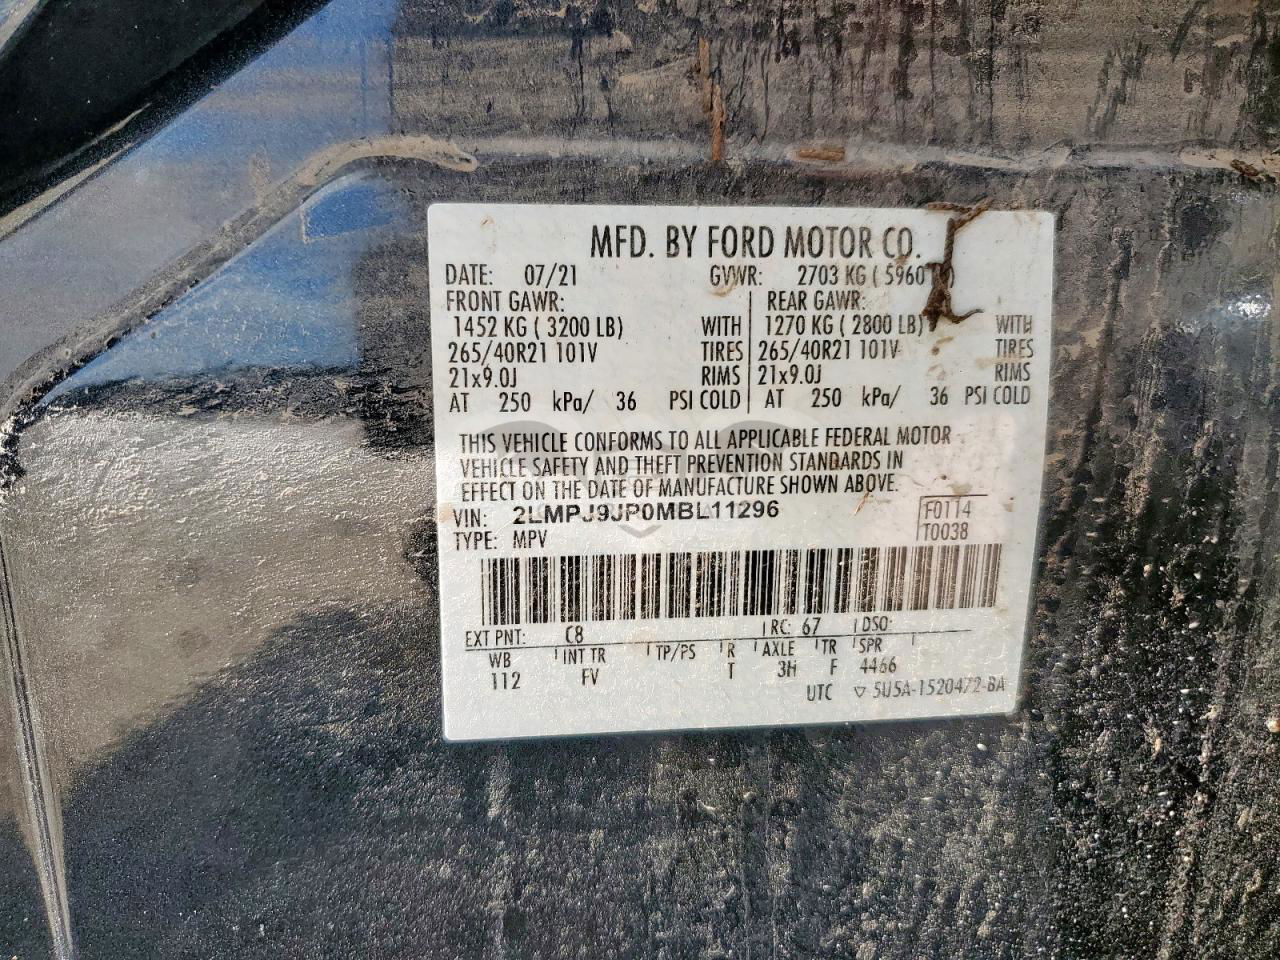 MFD. BY FORD MOTOR CO.
DATE: 07/21 GVWR: 2703 KG (5960
FRONT GAWR: REAR GAWR:
1452 KG (3200 LB) WITH 1270 KG (2800 LB) WITH
265/40R21 101V TIRES 265/40R21 101V TIRES
21x9.0J RIMS 21x9.0J RIMS
AT 250 kPa/ 36 PSI COLD AT 250 kPa/ 36 PSI COLD
THIS VEHICLE CONFORMS TO ALL APPLICABLE FEDERAL MOTOR
VEHICLE SAFETY AND THEFT PREVENTION STANDARDS IN
EFFECT ON THE DATE OF MANUFACTURE SHOWN ABOVE.
VIN: 2LMPJ9JP0MBL11296 F0114
TYPE: MPV T0038
EXT PNT: C8 RC: 67 DSO:
WB INT TR TP/PS R AXLE TR SPR
112 FV T 3H F 4466
UTC ▽ 5U5A-1520472-BA